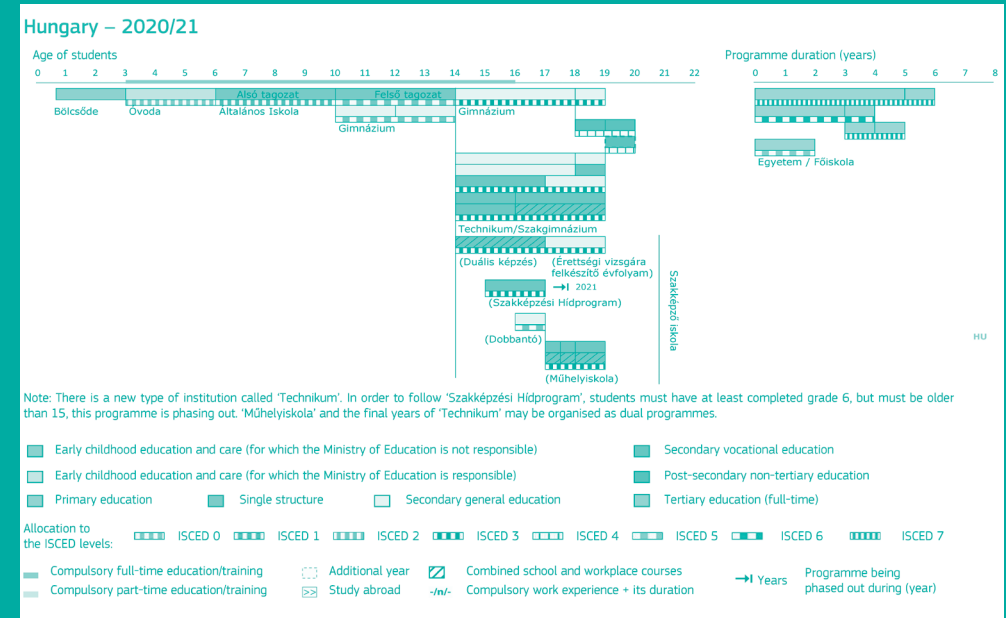 Hungary – 2020/21
Age of students
Programme duration (years)
0 1 2 3 4 5 6 7 8 9 10 11 12 13 14 15 16 17 18 19 20 21 22
0 1 2 3 4 5 6 7 8
Alsó tagozat
Felső tagozat
Bölcsőde
Óvoda
Általános Iskola
Gimnázium
Gimnázium
Egyetem / Főiskola
Technikum/Szakgimnázium
(Duális képzés)
(Érettségi vizsgára
felkészítő évfolyam)
2021
(Szakképzési Hídprogram)
(Dobbantó)
(Műhelyiskola)
Szakképző iskola
HU
Note: There is a new type of institution called 'Technikum'. In order to follow 'Szakképzési Hídprogram', students must have at least completed grade 6, but must be older
than 15, this programme is phasing out. 'Műhelyiskola' and the final years of 'Technikum' may be organised as dual programmes.
Early childhood education and care (for which the Ministry of Education is not responsible)
Secondary vocational education
Early childhood education and care (for which the Ministry of Education is responsible)
Post-secondary non-tertiary education
Primary education
Single structure
Secondary general education
Tertiary education (full-time)
Allocation to
the ISCED levels:
ISCED 0 ISCED 1 ISCED 2 ISCED 3 ISCED 4 ISCED 5 ISCED 6 ISCED 7
Compulsory full-time education/training
Additional year
Combined school and workplace courses
Compulsory part-time education/training
>> Study abroad
-/n/- Compulsory work experience + its duration
Years
Programme being
phased out during (year)